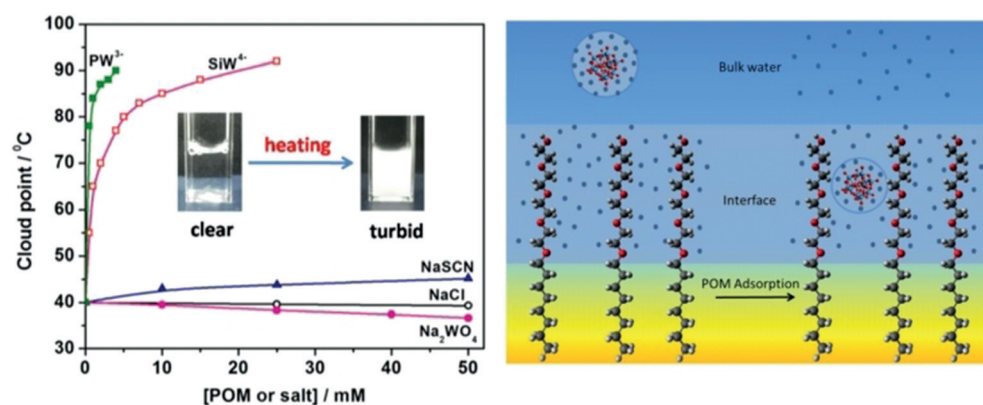 100
90
80
70
60
50
40
30
Cloud point / ⁰C
PW³⁻
SiW⁴⁻
heating
clear
turbid
NaSCN
NaCl
Na₂WO₄
0 10 20 30 40 50
[POM or salt] / mM
Bulk water
Interface
POM Adsorption